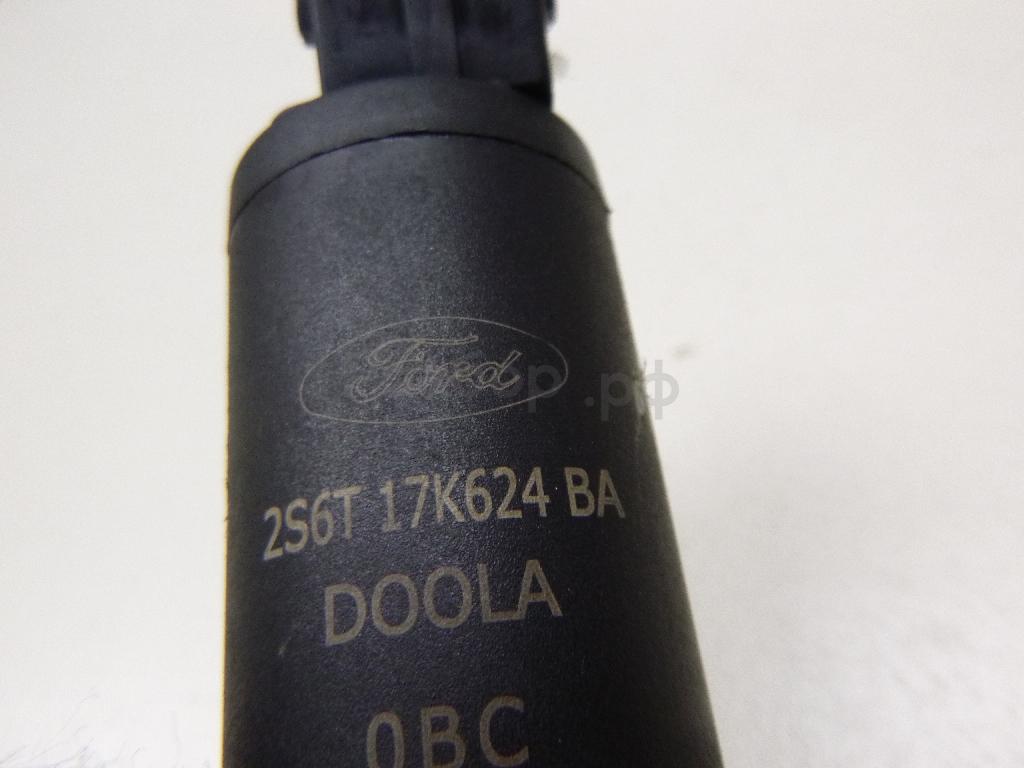 Ford
р .рф
2S6T 17K624 BA
DOOLA
0BC